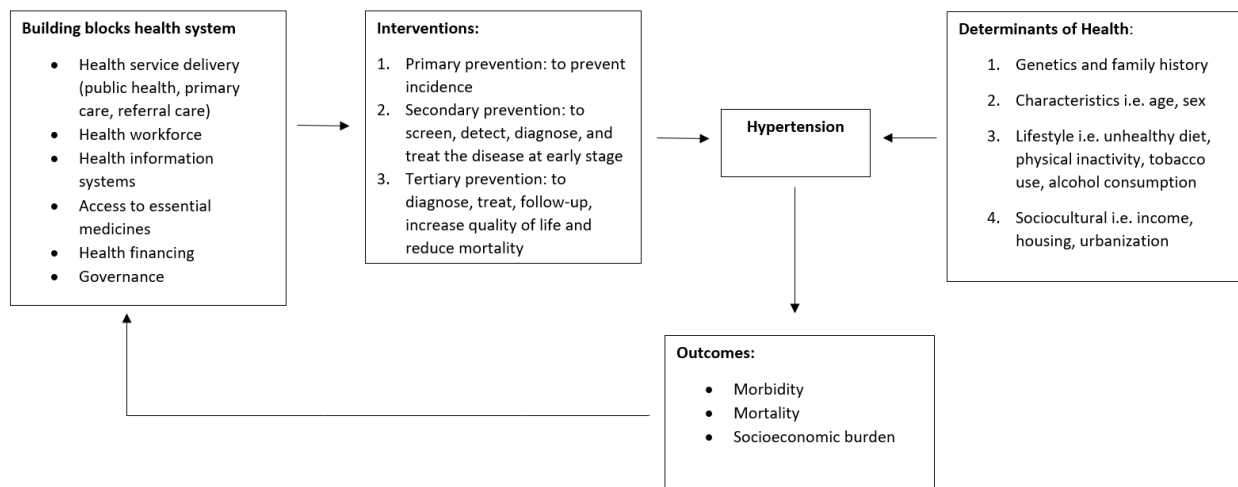 Building blocks health system
• Health service delivery
(public health, primary
care, referral care)
• Health workforce
• Health information
systems
• Access to essential
medicines
• Health financing
• Governance
Interventions:
1. Primary prevention: to prevent
incidence
2. Secondary prevention: to
screen, detect, diagnose, and
treat the disease at early stage
3. Tertiary prevention: to
diagnose, treat, follow-up,
increase quality of life and
reduce mortality
Hypertension
Determinants of Health:
1. Genetics and family history
2. Characteristics i.e. age, sex
3. Lifestyle i.e. unhealthy diet,
physical inactivity, tobacco
use, alcohol consumption
4. Sociocultural i.e. income,
housing, urbanization
Outcomes:
• Morbidity
• Mortality
• Socioeconomic burden